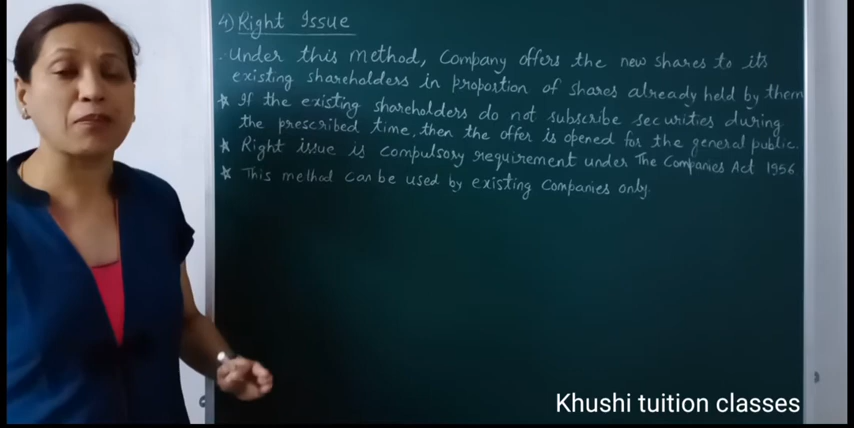 4) Right Issue
Under this method, Company offers the new shares to its
existing shareholders in proportion of shares already held by them
* If the existing shareholders do not subscribe securities during
the prescribed time, then the offer is opened for the general public.
* Right issue is compulsory requirement under The Companies Act 1956
* This method can be used by existing Companies only.
Khushi tuition classes